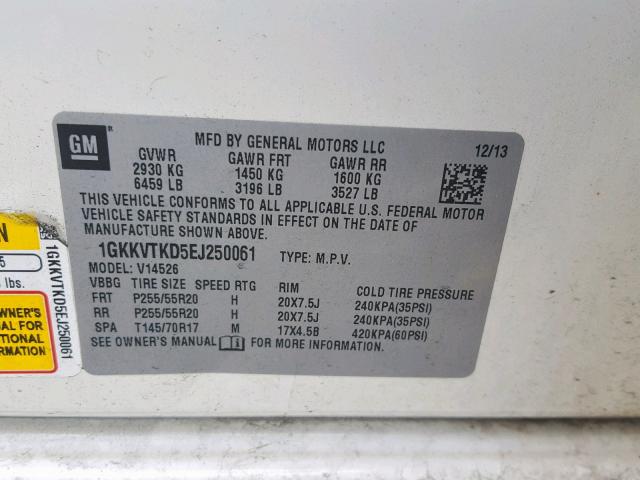 GM
MFD BY GENERAL MOTORS LLC 12/13
GVWR GAWR FRT GAWR RR
2930 KG 1450 KG 1600 KG
6459 LB 3196 LB 3527 LB
THIS VEHICLE CONFORMS TO ALL APPLICABLE U.S. FEDERAL MOTOR
VEHICLE SAFETY STANDARDS IN EFFECT ON THE DATE OF
MANUFACTURE SHOWN ABOVE.
1GKKVTKD5EJ250061 TYPE: M.P.V.
MODEL: V14526
VBBG TIRE SIZE SPEED RTG RIM COLD TIRE PRESSURE
FRT P255/55R20 H 20X7.5J 240KPA(35PSI)
RR P255/55R20 H 20X7.5J 240KPA(35PSI)
SPA T145/70R17 M 17X4.5B 420KPA(60PSI)
SEE OWNER'S MANUAL FOR MORE INFORMATION.
N
5
lbs.
OWNER'S
AL FOR
TIONAL
RMATION
1GKKVTKD5EJ250061